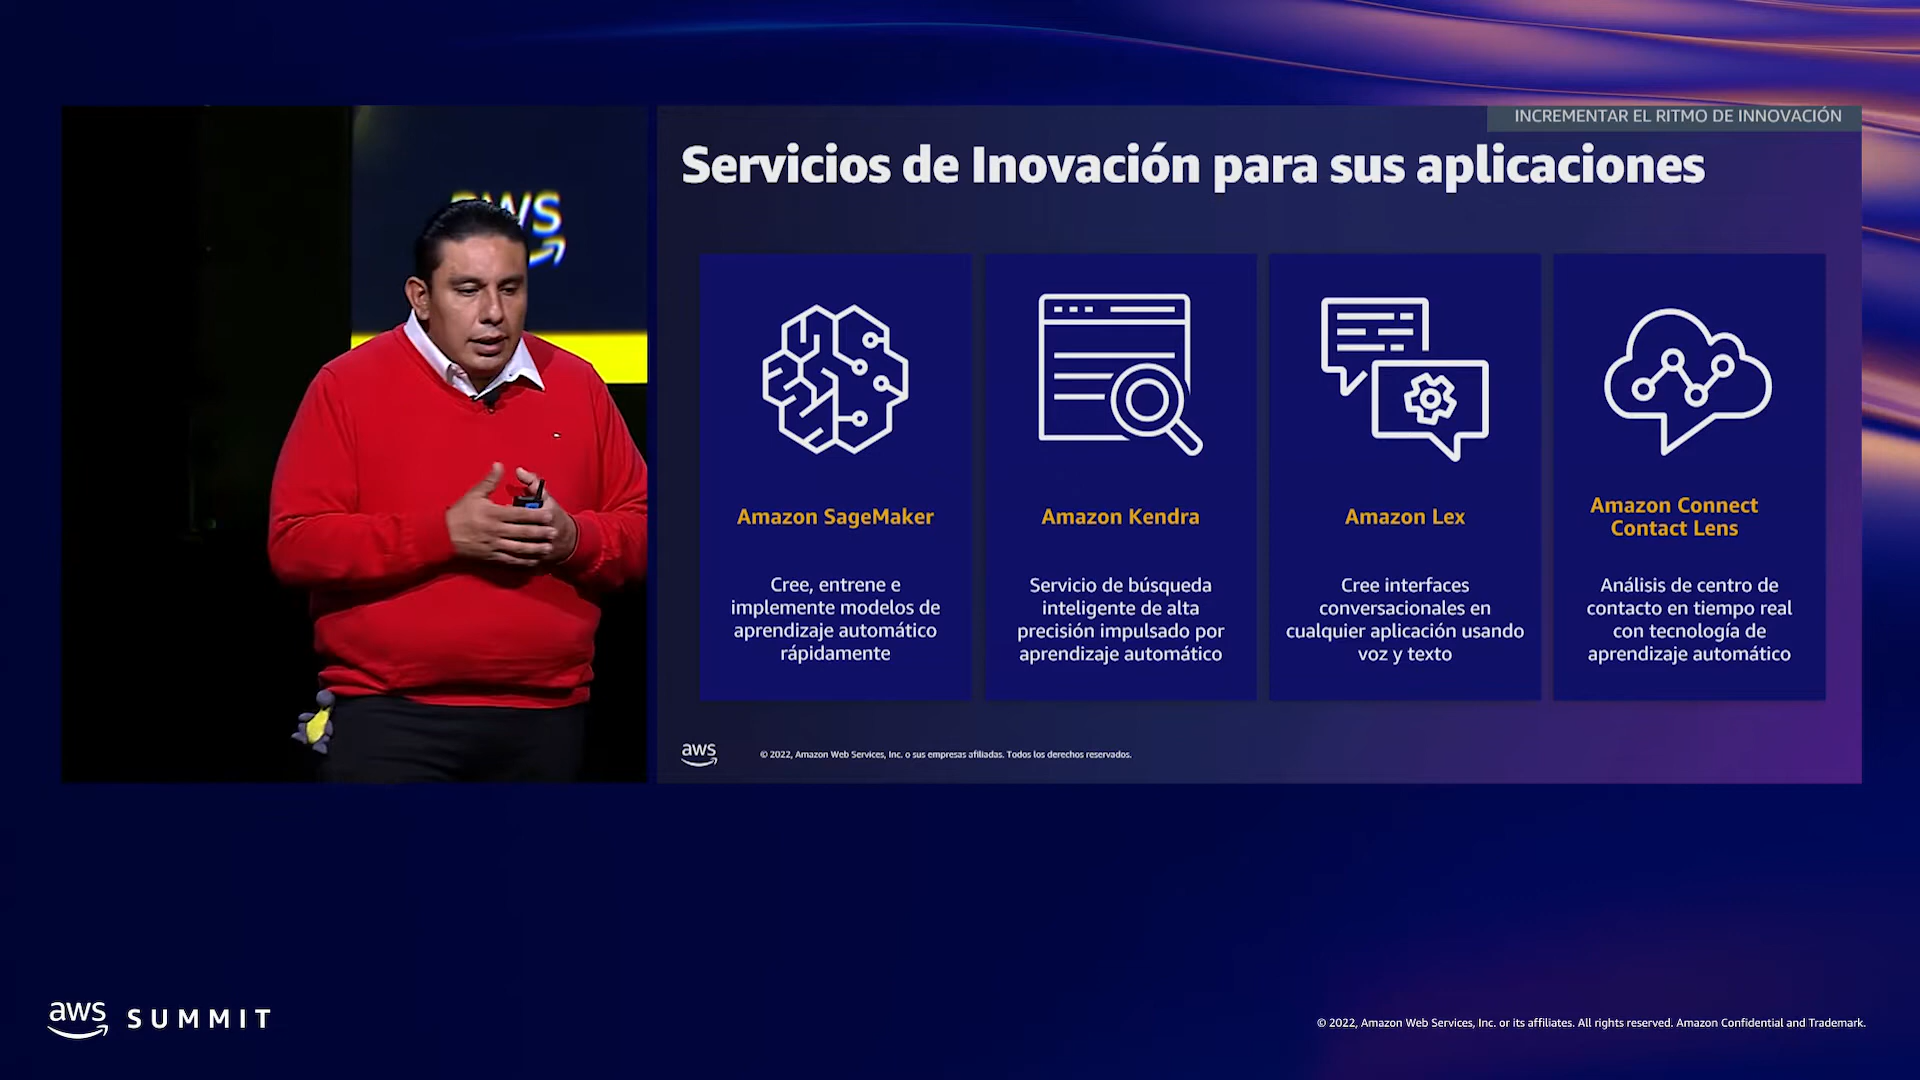 INCREMENTAR EL RITMO DE INNOVACIÓN
Servicios de Inovación para sus aplicaciones
aws
Amazon SageMaker
Cree, entrene e
implemente modelos de
aprendizaje automático
rápidamente
Amazon Kendra
Servicio de búsqueda
inteligente de alta
precisión impulsado por
aprendizaje automático
Amazon Lex
Cree interfaces
conversacionales en
cualquier aplicación usando
voz y texto
Amazon Connect
Contact Lens
Análisis de centro de
contacto en tiempo real
con tecnología de
aprendizaje automático
aws
© 2022, Amazon Web Services, Inc. o sus empresas afiliadas. Todos los derechos reservados.
aws SUMMIT
© 2022, Amazon Web Services, Inc. or its affiliates. All rights reserved. Amazon Confidential and Trademark.